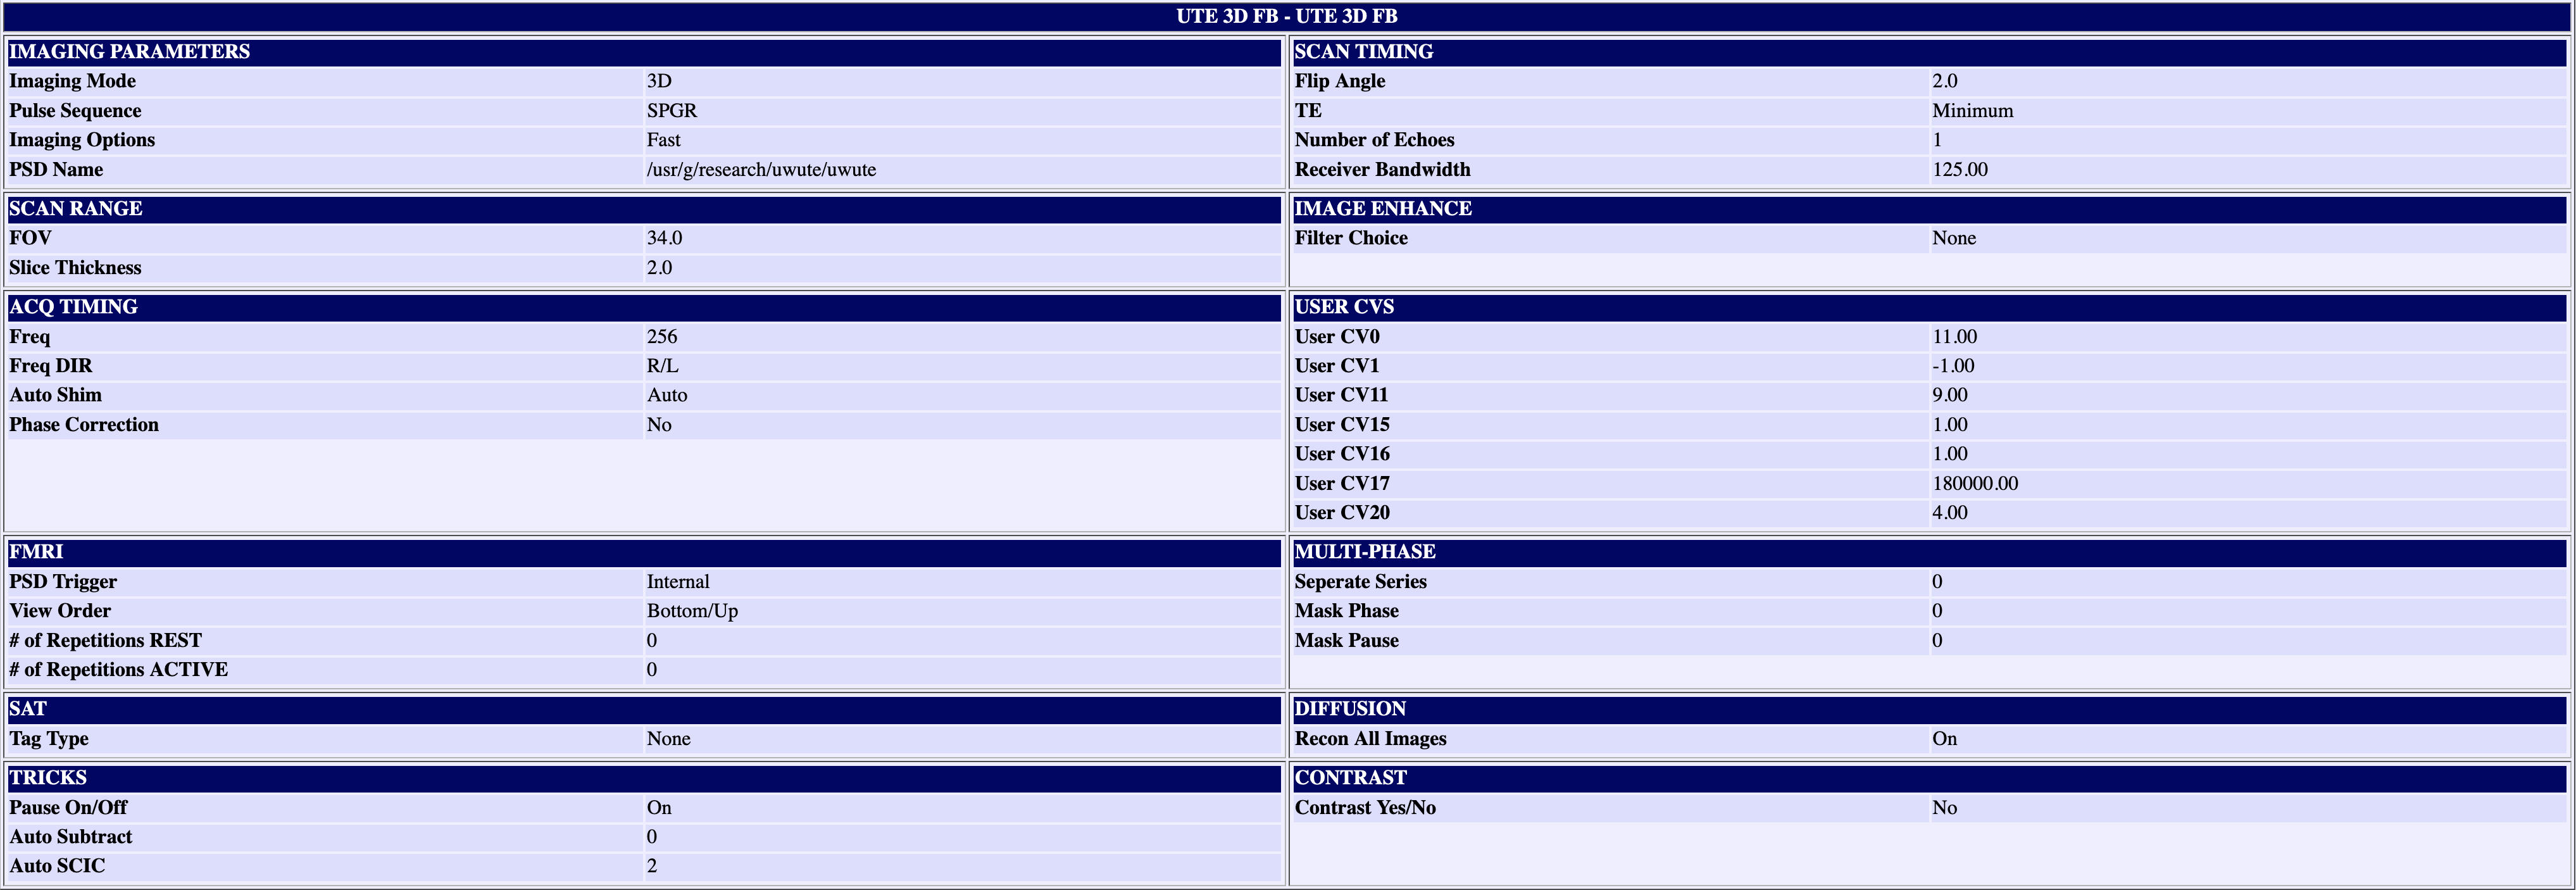 UTE 3D FB - UTE 3D FB
IMAGING PARAMETERS
Imaging Mode 3D
Pulse Sequence SPGR
Imaging Options Fast
PSD Name /usr/g/research/uwute/uwute
SCAN TIMING
Flip Angle 2.0
TE Minimum
Number of Echoes 1
Receiver Bandwidth 125.00
SCAN RANGE
FOV 34.0
Slice Thickness 2.0
IMAGE ENHANCE
Filter Choice None
ACQ TIMING
Freq 256
Freq DIR R/L
Auto Shim Auto
Phase Correction No
USER CVS
User CV0 11.00
User CV1 -1.00
User CV11 9.00
User CV15 1.00
User CV16 1.00
User CV17 180000.00
User CV20 4.00
FMRI
PSD Trigger Internal
View Order Bottom/Up
# of Repetitions REST 0
# of Repetitions ACTIVE 0
MULTI-PHASE
Seperate Series 0
Mask Phase 0
Mask Pause 0
SAT
Tag Type None
DIFFUSION
Recon All Images On
TRICKS
Pause On/Off On
Auto Subtract 0
Auto SCIC 2
CONTRAST
Contrast Yes/No No